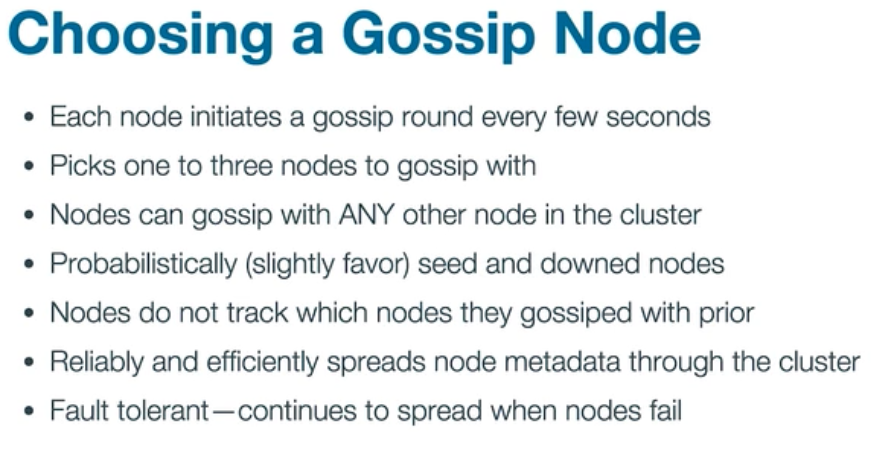 Choosing a Gossip Node
• Each node initiates a gossip round every few seconds
• Picks one to three nodes to gossip with
• Nodes can gossip with ANY other node in the cluster
• Probabilistically (slightly favor) seed and downed nodes
• Nodes do not track which nodes they gossiped with prior
• Reliably and efficiently spreads node metadata through the cluster
• Fault tolerant—continues to spread when nodes fail